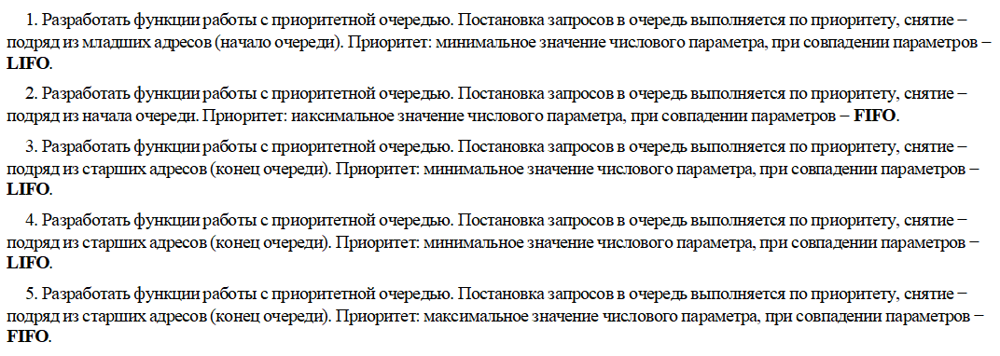 1. Разработать функции работы с приоритетной очередью. Постановка запросов в очередь выполняется по приоритету, снятие –
подряд из младших адресов (начало очереди). Приоритет: минимальное значение числового параметра, при совпадении параметров –
LIFO.
2. Разработать функции работы с приоритетной очередью. Постановка запросов в очередь выполняется по приоритету, снятие –
подряд из начала очереди. Приоритет: иаксимальное значение числового параметра, при совпадении параметров – FIFO.
3. Разработать функции работы с приоритетной очередью. Постановка запросов в очередь выполняется по приоритету, снятие –
подряд из старших адресов (конец очереди). Приоритет: минимальное значение числового параметра, при совпадении параметров –
LIFO.
4. Разработать функции работы с приоритетной очередью. Постановка запросов в очередь выполняется по приоритету, снятие –
подряд из старших адресов (конец очереди). Приоритет: минимальное значение числового параметра, при совпадении параметров –
LIFO.
5. Разработать функции работы с приоритетной очередью. Постановка запросов в очередь выполняется по приоритету, снятие –
подряд из старших адресов (конец очереди). Приоритет: максимальное значение числового параметра, при совпадении параметров –
FIFO.